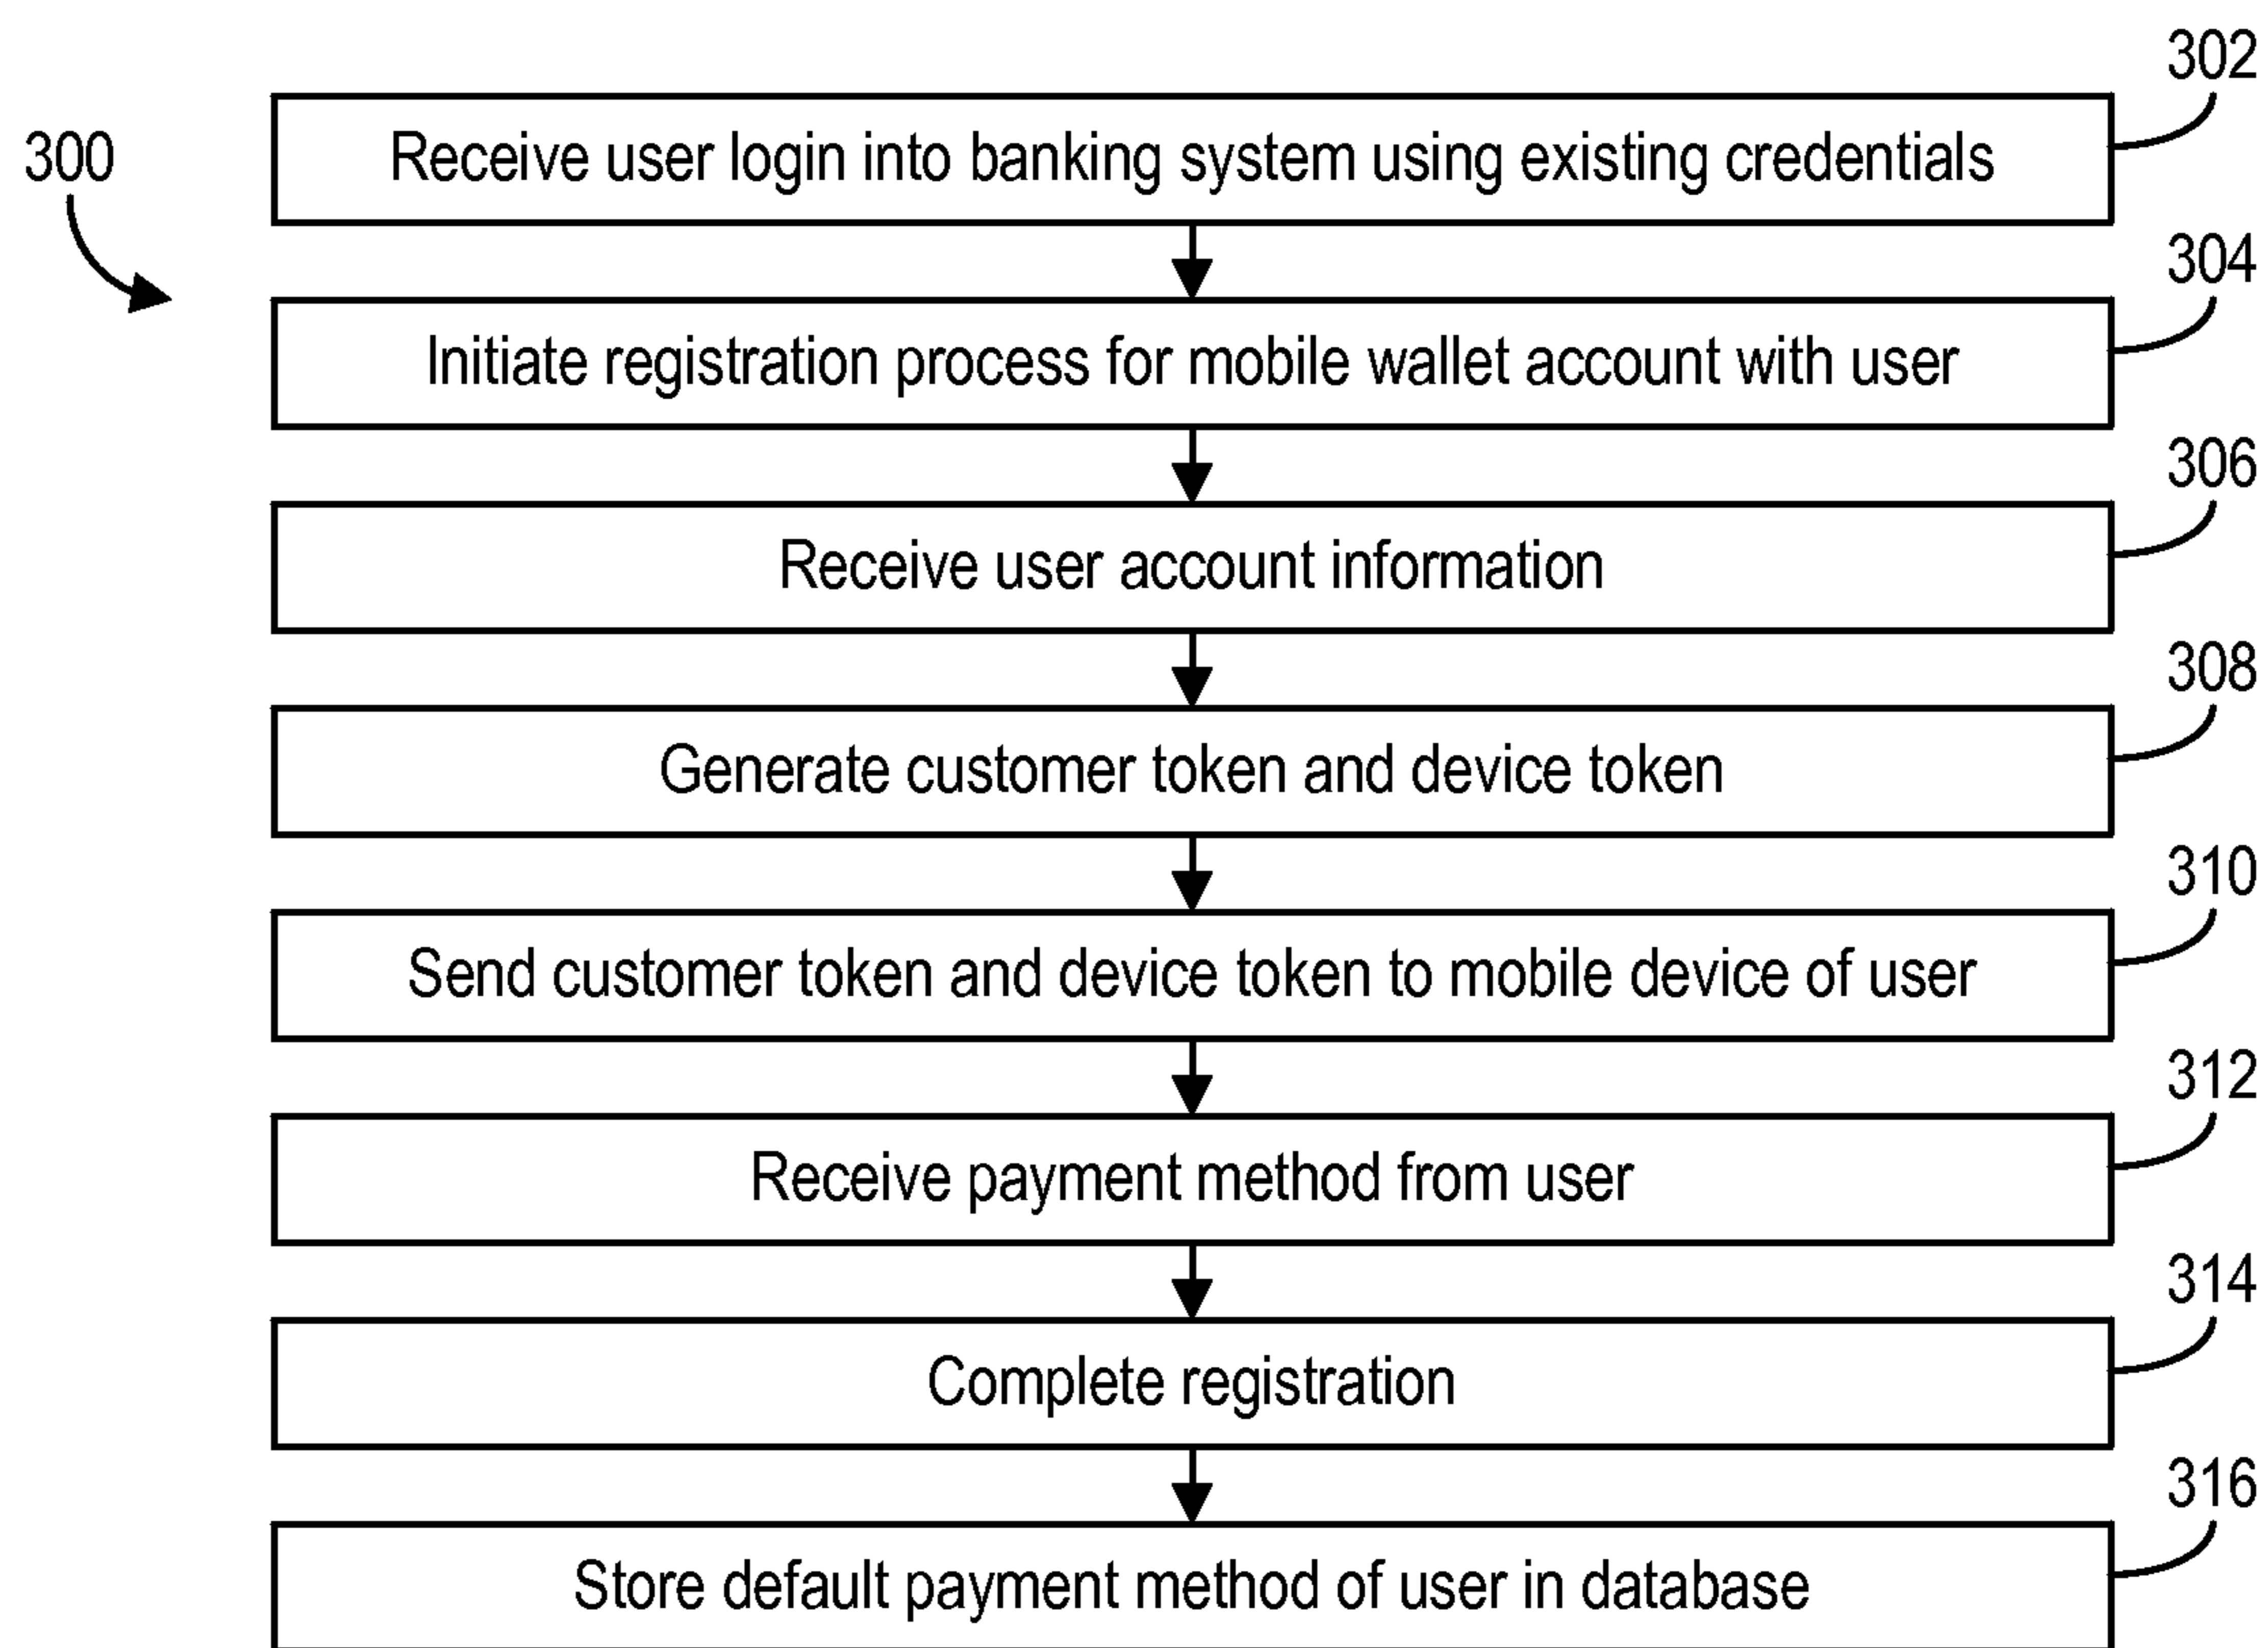 302
300
Receive user login into banking system using existing credentials
304
Initiate registration process for mobile wallet account with user
306
Receive user account information
308
Generate customer token and device token
310
Send customer token and device token to mobile device of user
312
Receive payment method from user
314
Complete registration
316
Store default payment method of user in database